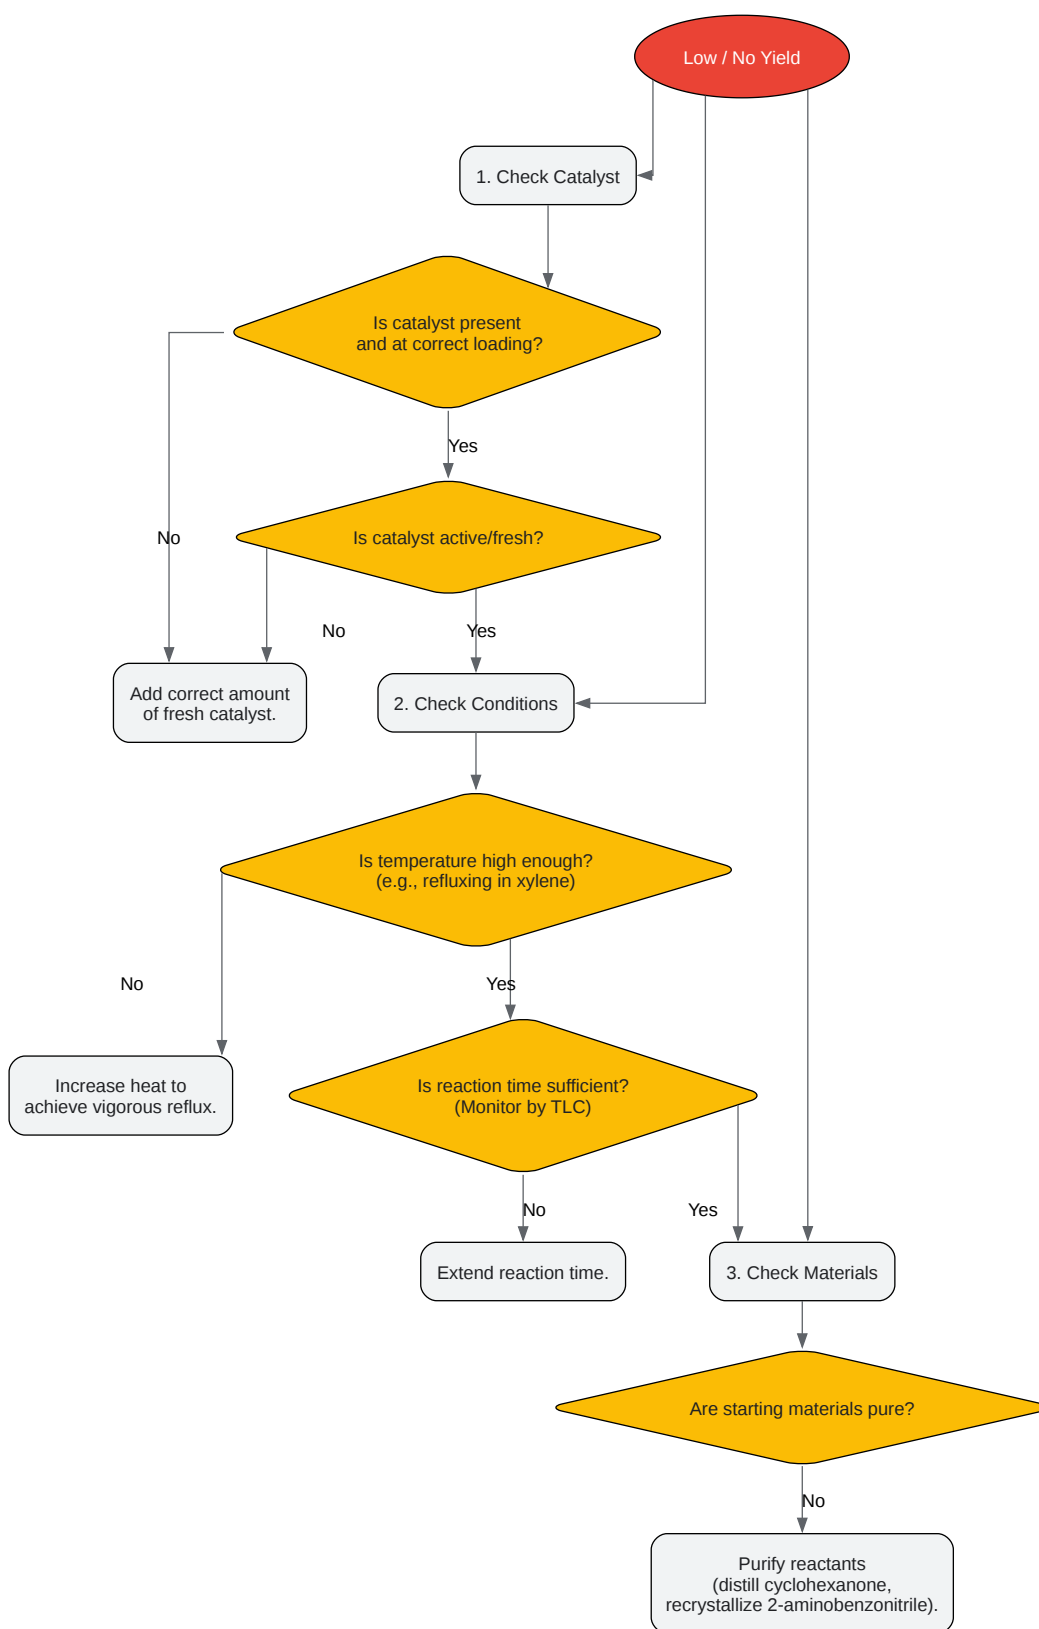 Low / No Yield
1. Check Catalyst
Is catalyst present
and at correct loading?
Yes
No
Is catalyst active/fresh?
No
Yes
Add correct amount
of fresh catalyst.
2. Check Conditions
Is temperature high enough?
(e.g., refluxing in xylene)
No
Yes
Increase heat to
achieve vigorous reflux.
Is reaction time sufficient?
(Monitor by TLC)
No
Yes
Extend reaction time.
3. Check Materials
Are starting materials pure?
No
Purify reactants
(distill cyclohexanone,
recrystallize 2-aminobenzonitrile).